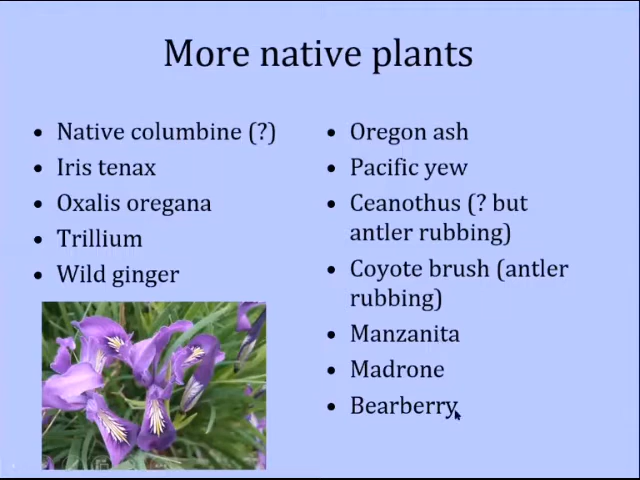 More native plants
• Native columbine (?)
• Iris tenax
• Oxalis oregana
• Trillium
• Wild ginger
• Oregon ash
• Pacific yew
• Ceanothus (? but
antler rubbing)
• Coyote brush (antler
rubbing)
• Manzanita
• Madrone
• Bearberry